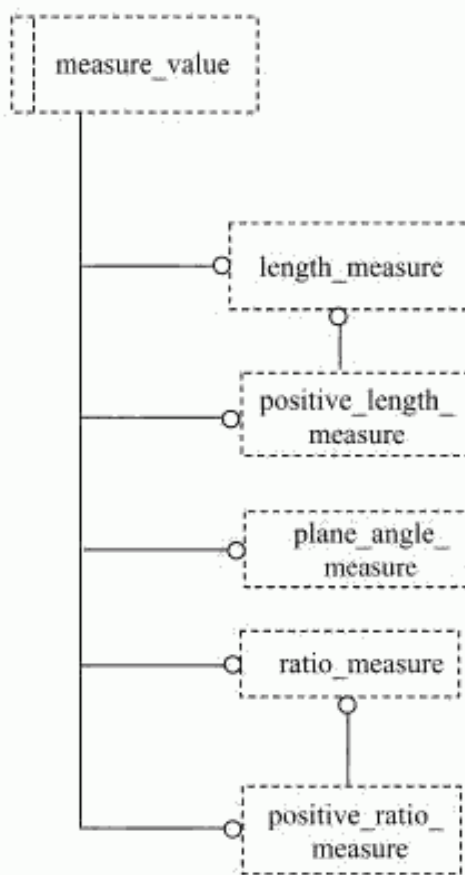 measure_value
length_measure
positive_length_
measure
plane_angle_
measure
ratio_measure
positive_ratio_
measure